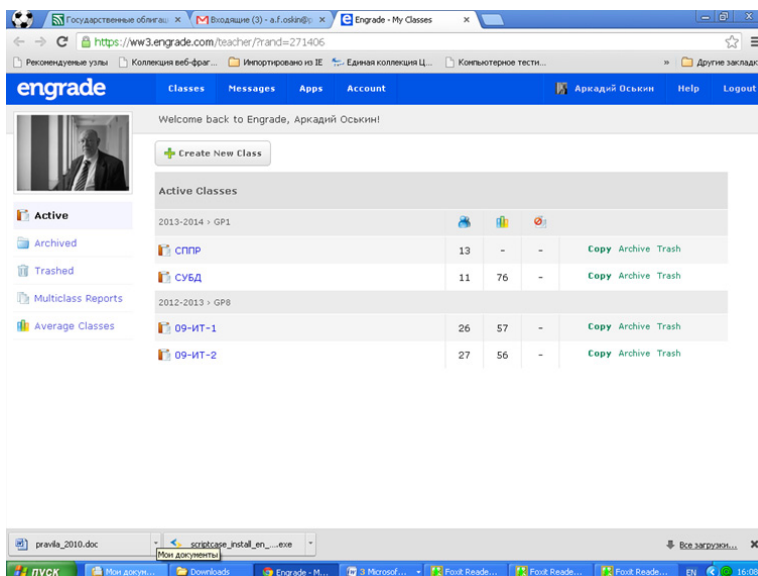 Государственные облигац
Входящие (3) - a.f.oskin@
Engrade - My Classes
https://ww3.engrade.com/teacher/?rand=271406
Рекомендуемые узлы
Коллекция веб-фраг...
Импортировано из IE
Единая коллекция Ц...
Компьютерное тести...
»
Другие закладк
engrade
Classes Messages Apps Account
Аркадий Оськин Help Logout
Welcome back to Engrade, Аркадий Оськин!
Create New Class
Active Classes
Active
Archived
Trashed
Multiclass Reports
Average Classes
2013-2014 › GP1
СППР 13 - - Copy Archive Trash
СУБД 11 76 - Copy Archive Trash
2012-2013 › GP8
09-ИТ-1 26 57 - Copy Archive Trash
09-ИТ-2 27 56 - Copy Archive Trash
pravila_2010.doc
scriptcase_install_en_....exe
Все загрузки...
Мои документы
пуск
Мои докум...
Downloads
Engrade - M...
3 Microsof...
Foxit Reade...
Foxit Reade...
Foxit Reade...
EN
16:08